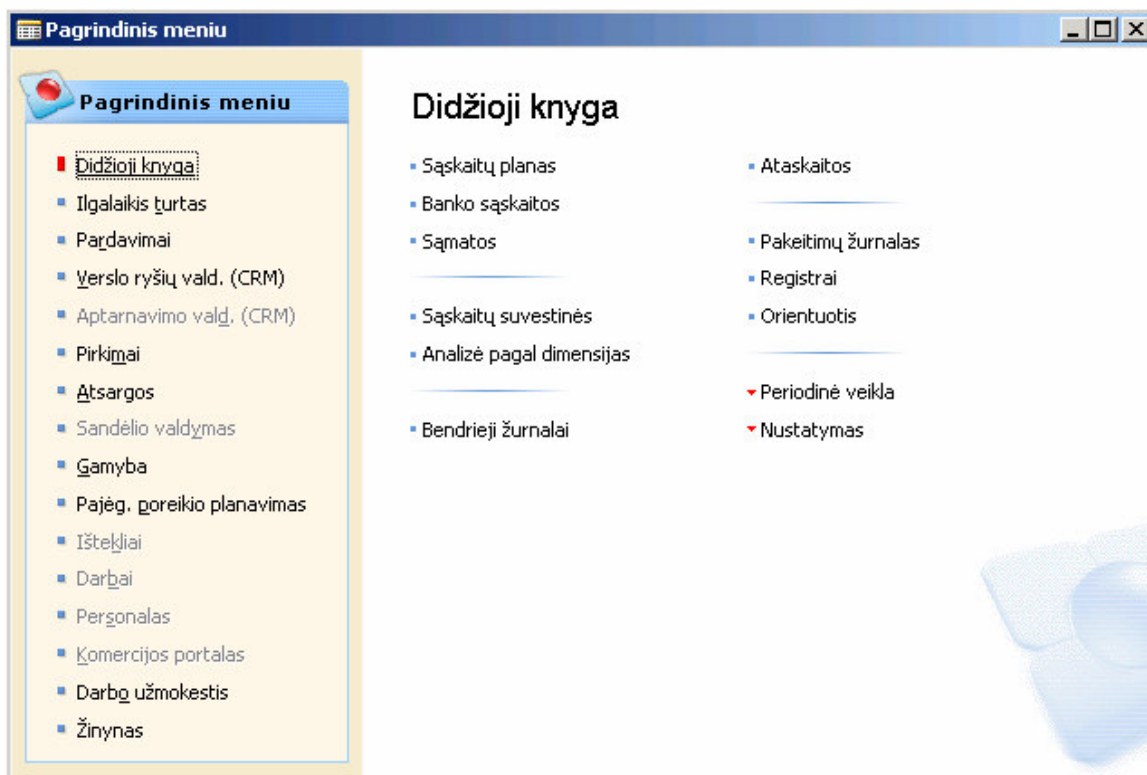 Pagrindinis meniu
Pagrindinis meniu
Didžioji knyga
Ilgalaikis turtas
Pardavimai
Verslo ryšių vald. (CRM)
Aptarnavimo vald. (CRM)
Pirkimai
Atsargos
Sandėlio valdymas
Gamyba
Pajėg. poreikio planavimas
Ištekliai
Darbai
Personalas
Komercijos portalas
Darbo užmokestis
Žinynas
Didžioji knyga
Sąskaitų planas
Banko sąskaitos
Sąmatos
Sąskaitų suvestinės
Analizė pagal dimensijas
Bendrieji žurnalai
Ataskaitos
Pakeitimų žurnalas
Registrai
Orientuotis
Periodinė veikla
Nustatymas